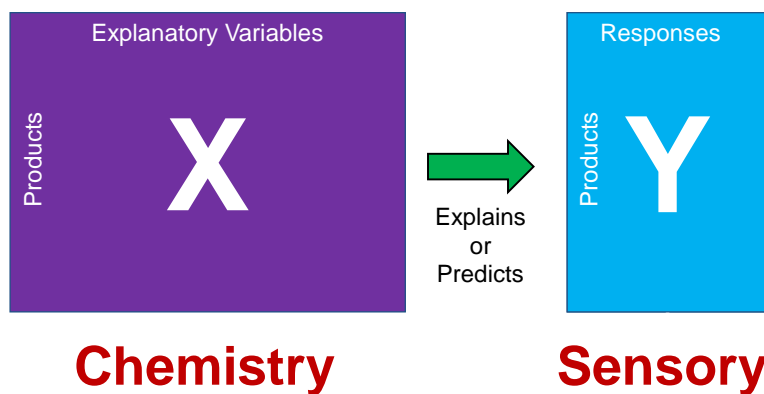 Explanatory Variables
Products
X
Explains
or
Predicts
Responses
Products
Y
Chemistry
Sensory